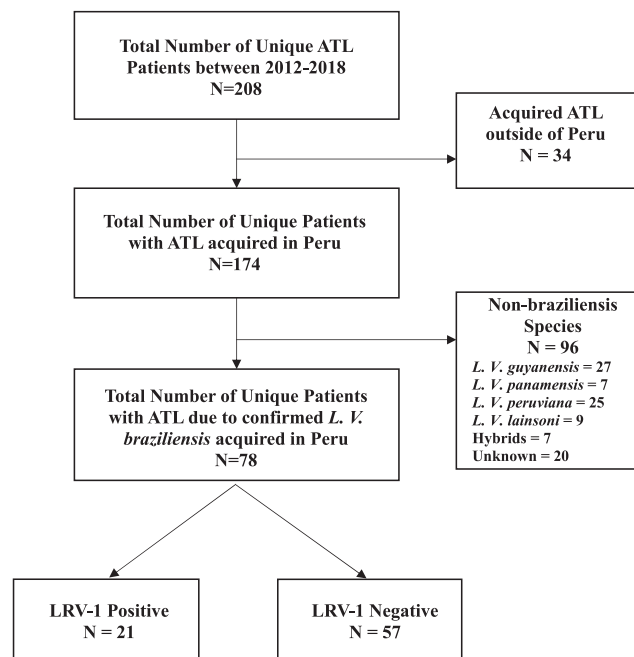 Total Number of Unique ATL
Patients between 2012-2018
N=208
Acquired ATL
outside of Peru
N = 34
Total Number of Unique Patients
with ATL acquired in Peru
N=174
Non-braziliensis
Species
N = 96
L. V. guyanensis = 27
L. V. panamensis = 7
L. V. peruviana = 25
L. V. lainsoni = 9
Hybrids = 7
Unknown = 20
Total Number of Unique Patients
with ATL due to confirmed L. V.
braziliensis acquired in Peru
N=78
LRV-1 Positive
N = 21
LRV-1 Negative
N = 57